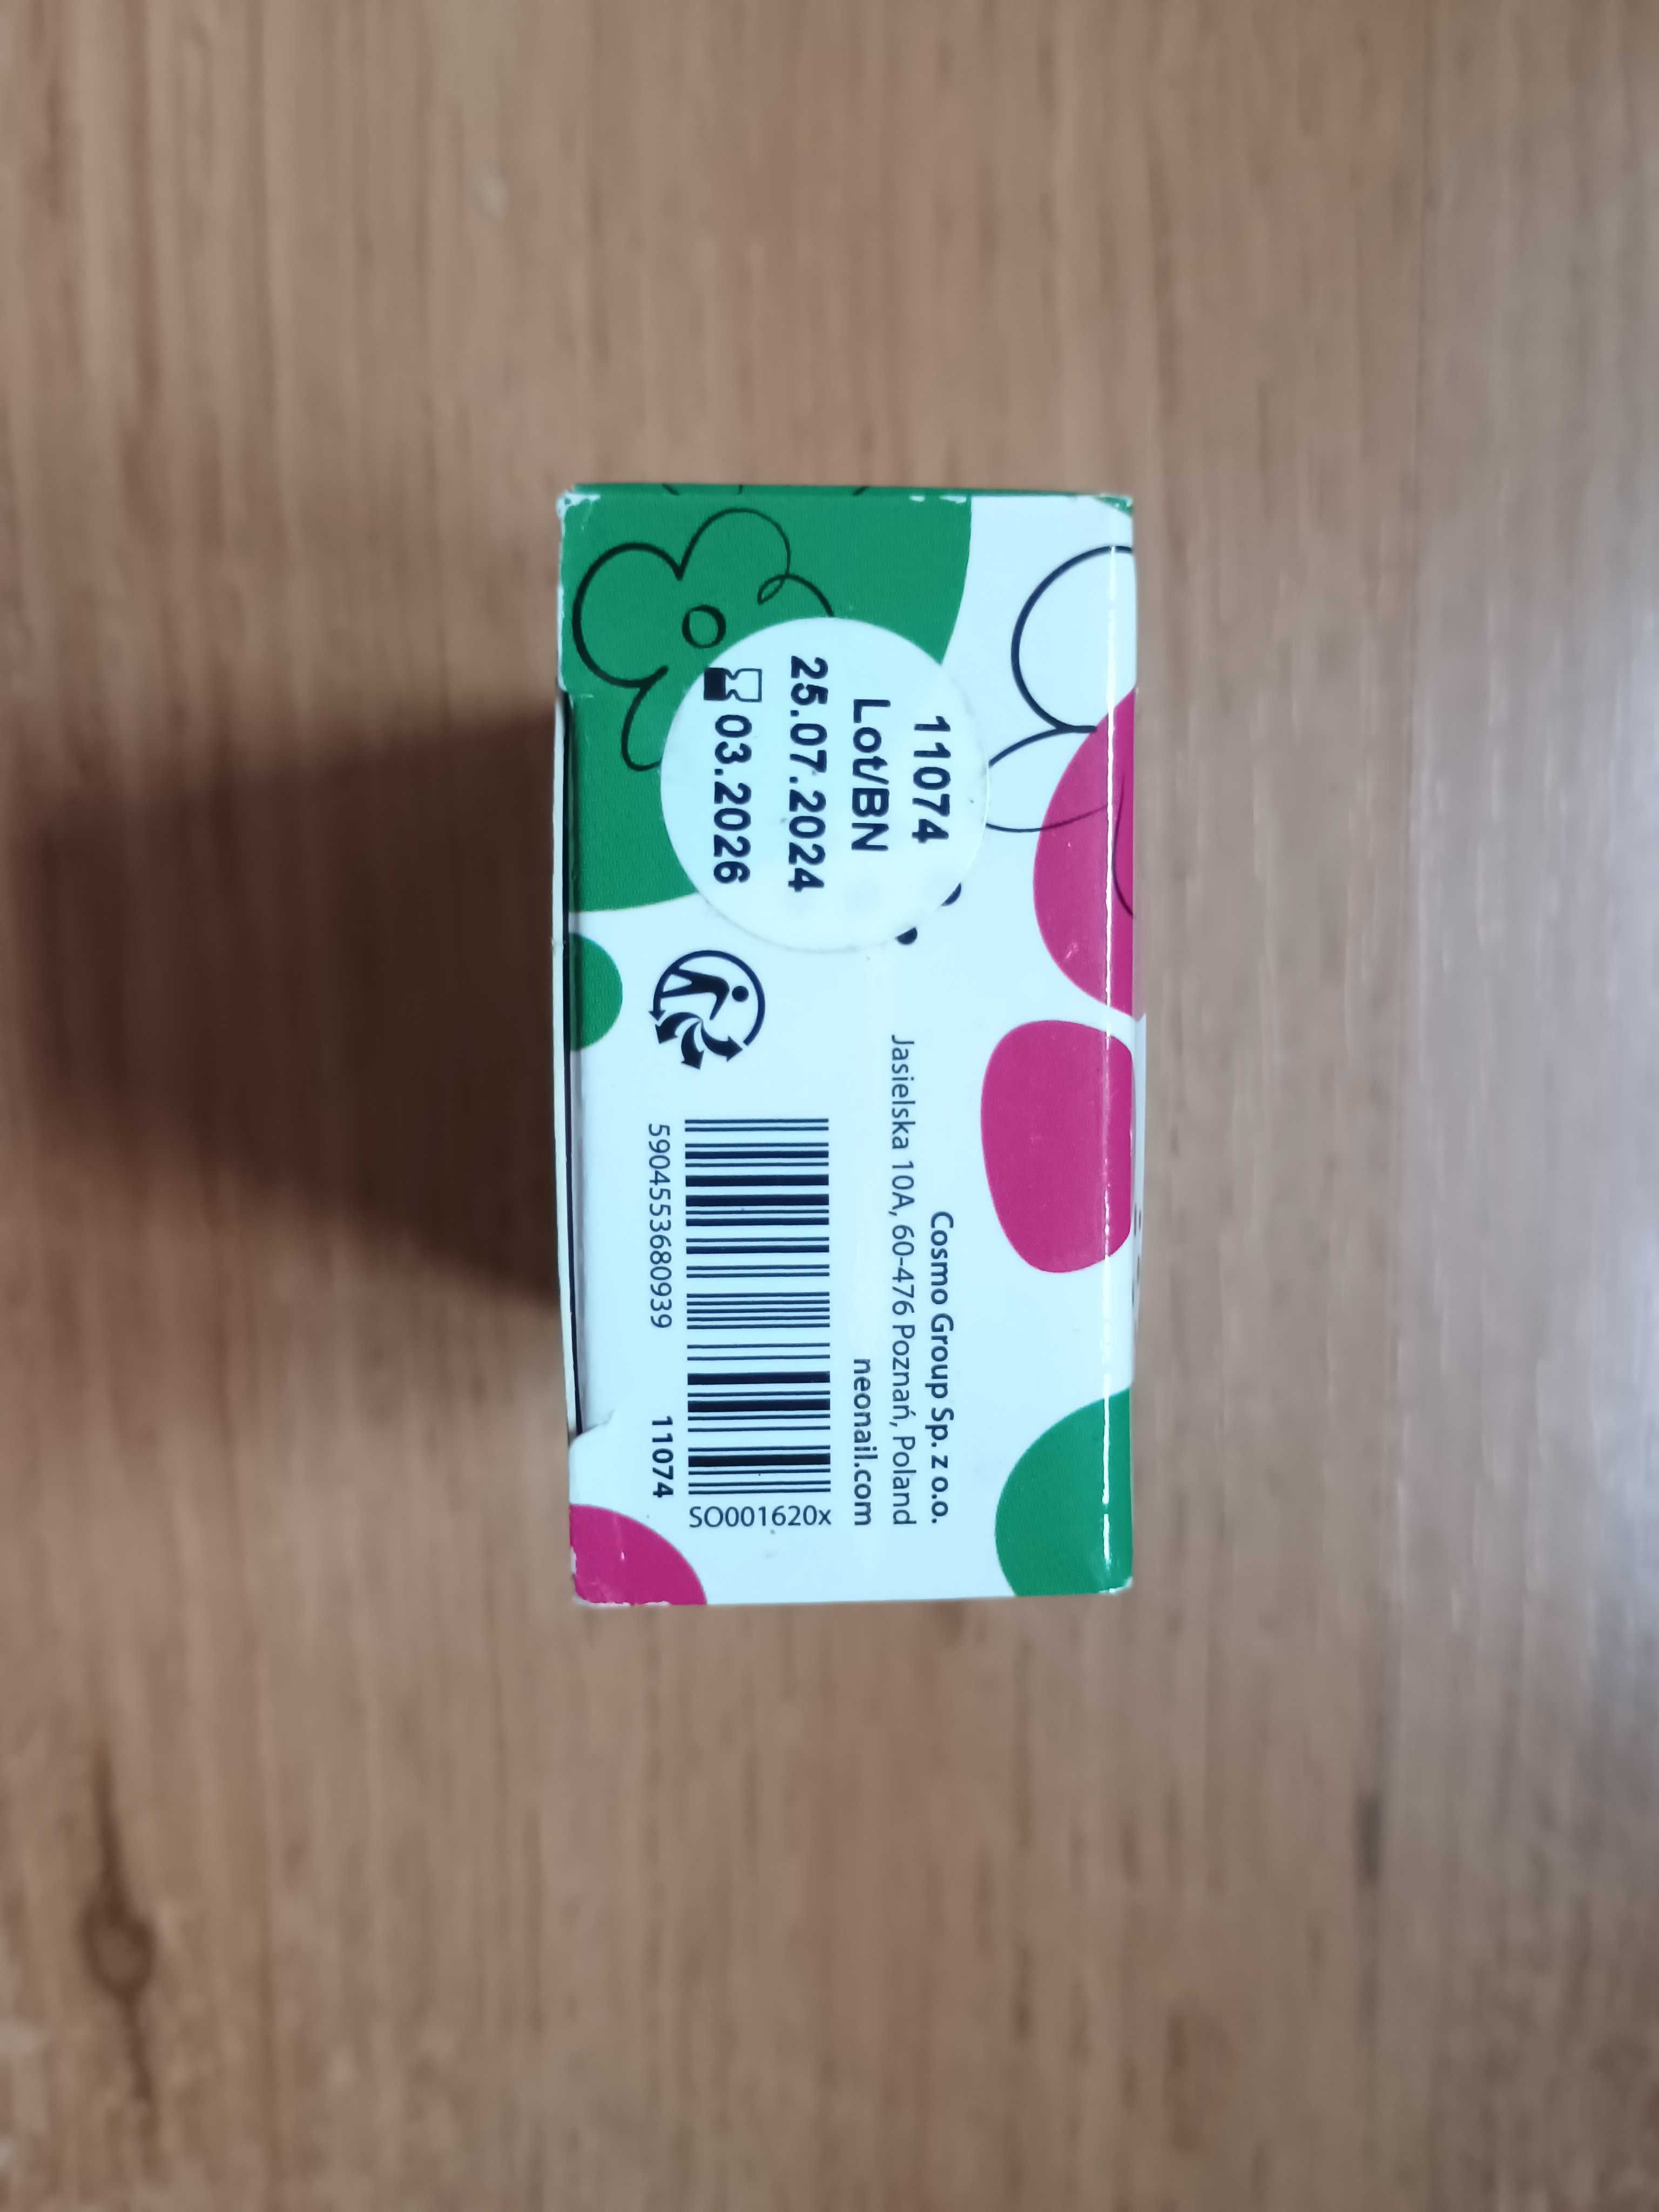 11074
Lot/BN
25.07.2024
03.2026
Cosmo Group Sp. z o.o.
Jasielska 10A, 60-476 Poznań, Poland
neonail.com
SO001620x
5904553680939 11074